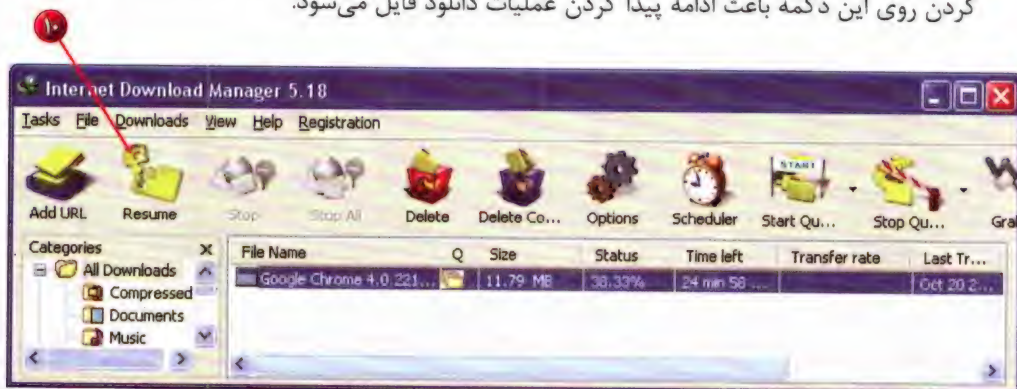 کردن روی این دکمه باعث ادامه پیدا کردن عملیات دانلود فایل می‌شود.
۱۰
Internet Download Manager 5.18
Tasks File Downloads View Help Registration
Add URL Resume Stop Stop All Delete Delete Co... Options Scheduler Start Qu... Stop Qu... Gra
START
Categories x
File Name Q Size Status Time left Transfer rate Last Tr...
All Downloads
Google Chrome 4.0.221... 11.79 MB 38.33% 24 min 58 ... Oct 20 2...
Compressed
Documents
Music